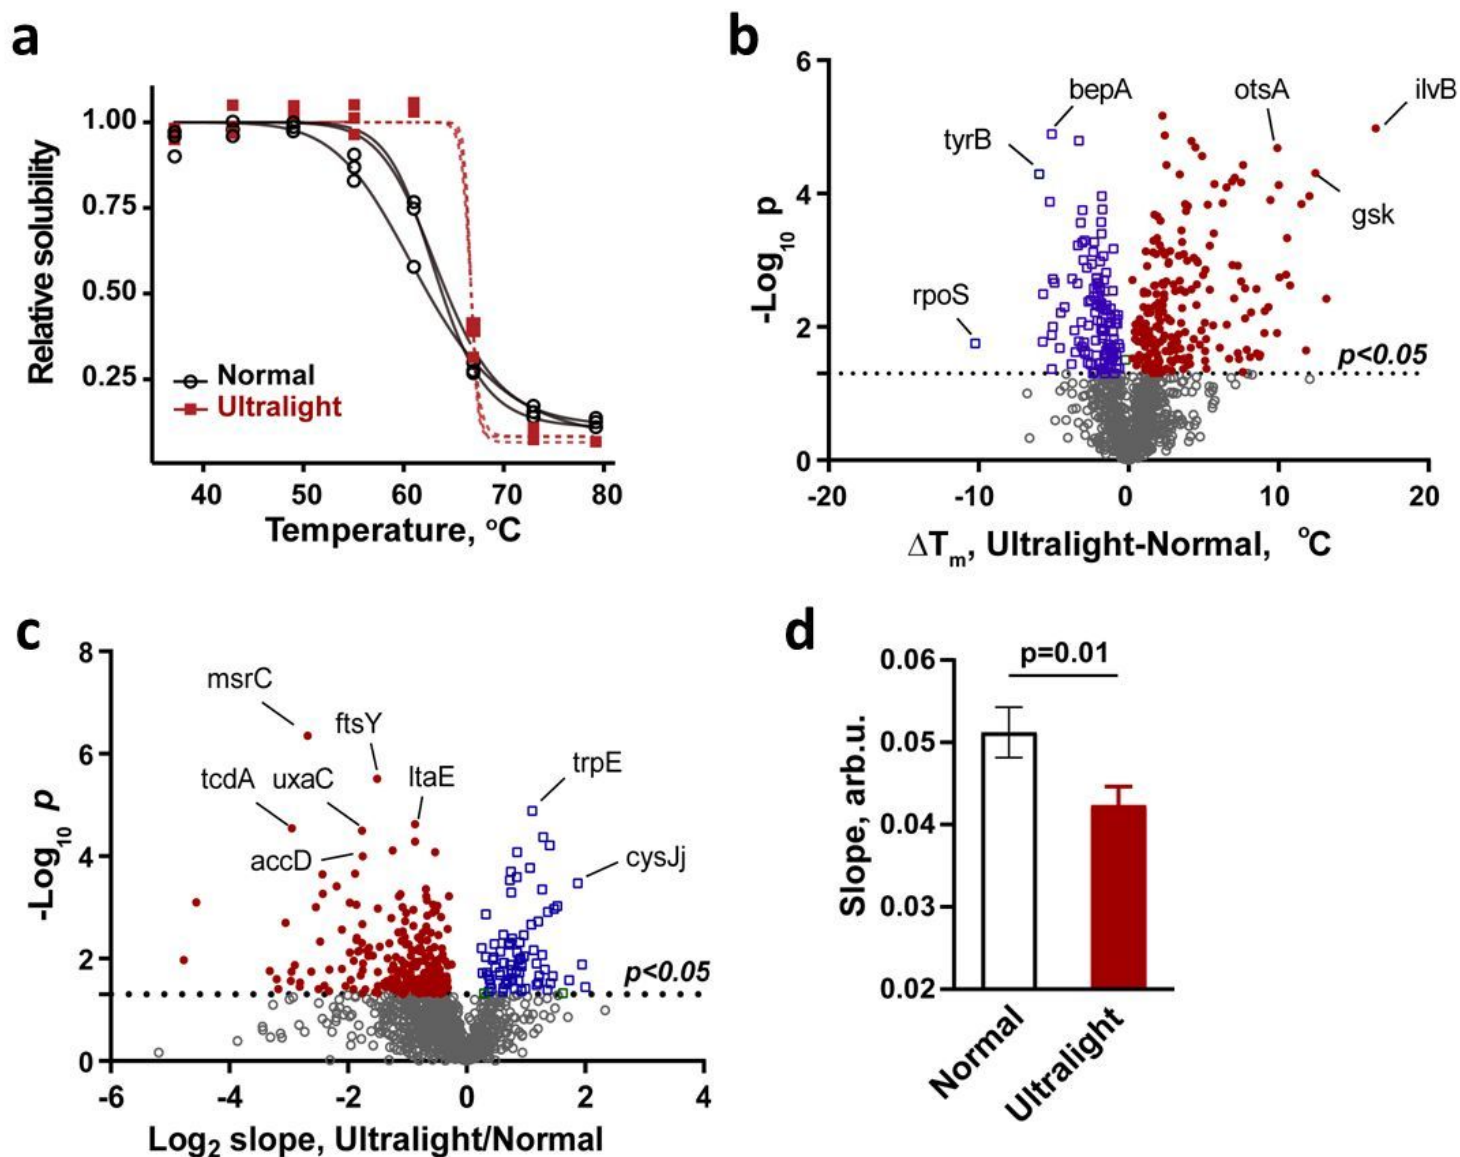 a
1.00
0.75
0.50
0.25
Relative solubility
Normal
Ultralight
40 50 60 70 80
Temperature, °C
b
6
4
2
0
-Log10 p
bepA
otsA
ilvB
tyrB
gsk
rpoS
p<0.05
-20 -10 0 10 20
ΔTm, Ultralight-Normal, °C
c
8
6
4
2
0
-Log10 p
msrC
ftsY
tcdA uxaC ltaE
trpE
accD
cysJj
p<0.05
-6 -4 -2 0 2 4
Log2 slope, Ultralight/Normal
d
p=0.01
0.06
0.05
0.04
0.03
0.02
Slope, arb.u.
Normal
Ultralight